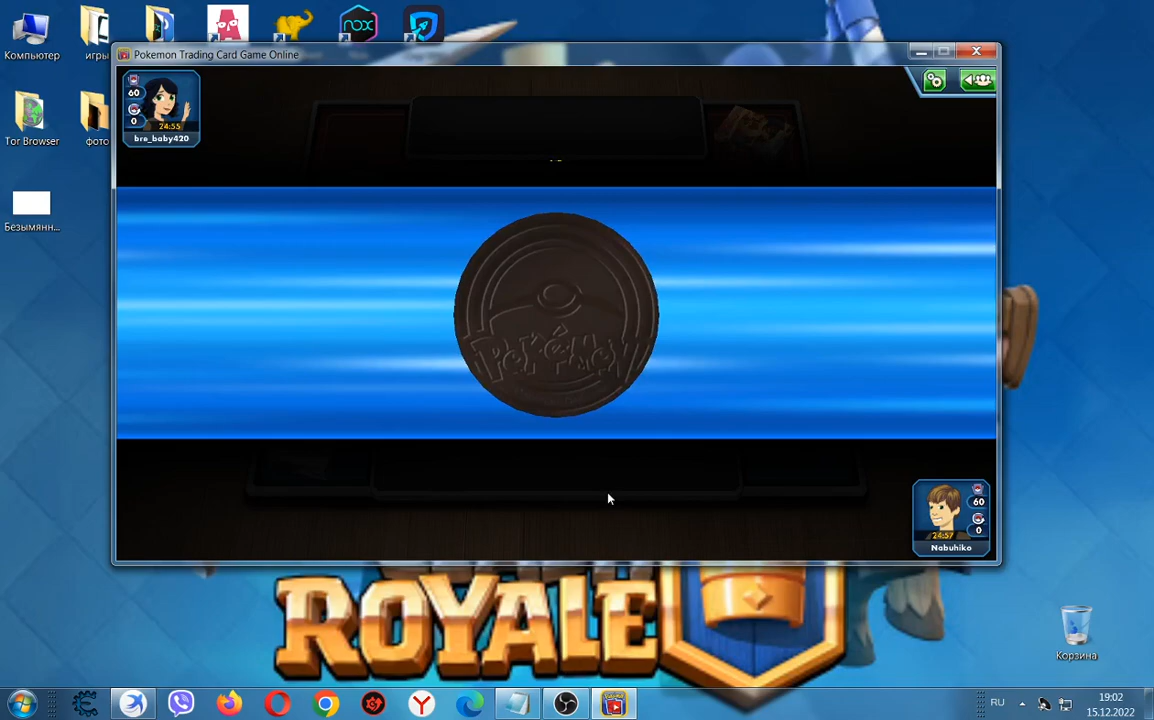 nox
Компьютер
игры
Tor Browser
фото
Безымянн...
Pokemon Trading Card Game Online
60
0
24:55
bre_baby420
Pokémon
60
0
24:57
Nabuhiko
ROYALE
Корзина
RU
19:02
15.12.2022